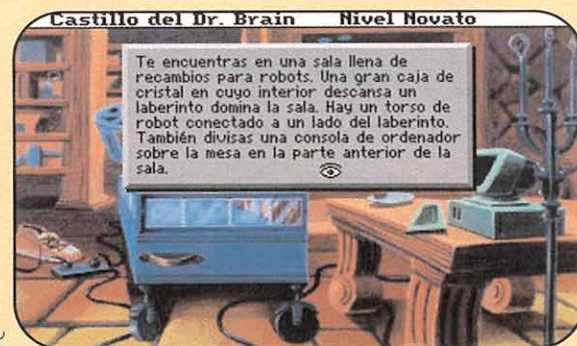 Castillo del Dr. Brain Nivel Novato
Te encuentras en una sala llena de
recambios para robots. Una gran caja de
cristal en cuyo interior descansa un
laberinto domina la sala. Hay un torso de
robot conectado a un lado del laberinto.
También divisas una consola de ordenador
sobre la mesa en la parte anterior de la
sala.